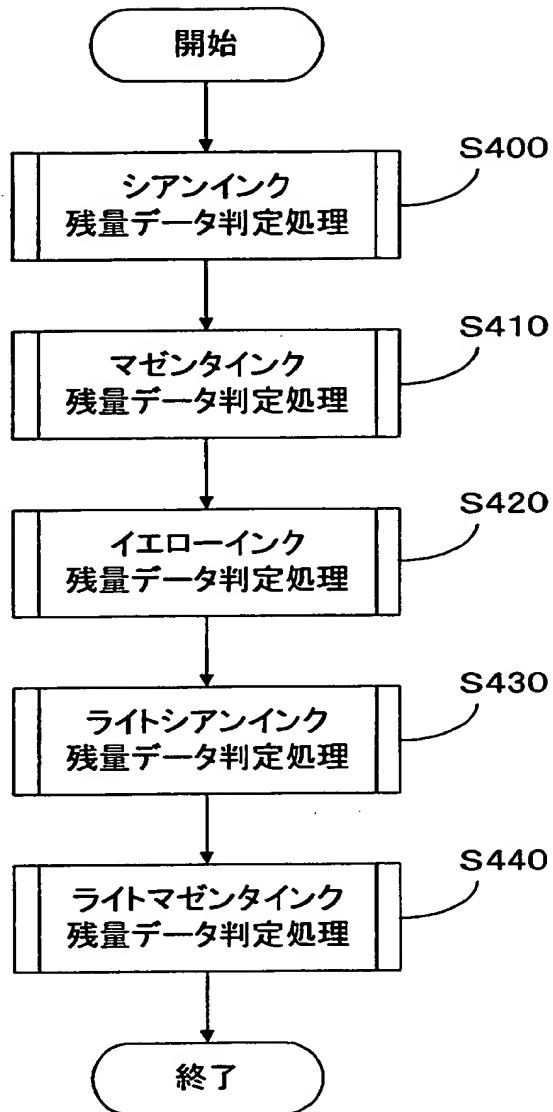 開始
S400
シアンインク
残量データ判定処理
S410
マゼンタインク
残量データ判定処理
S420
イエローインク
残量データ判定処理
S430
ライトシアンインク
残量データ判定処理
S440
ライトマゼンタインク
残量データ判定処理
終了